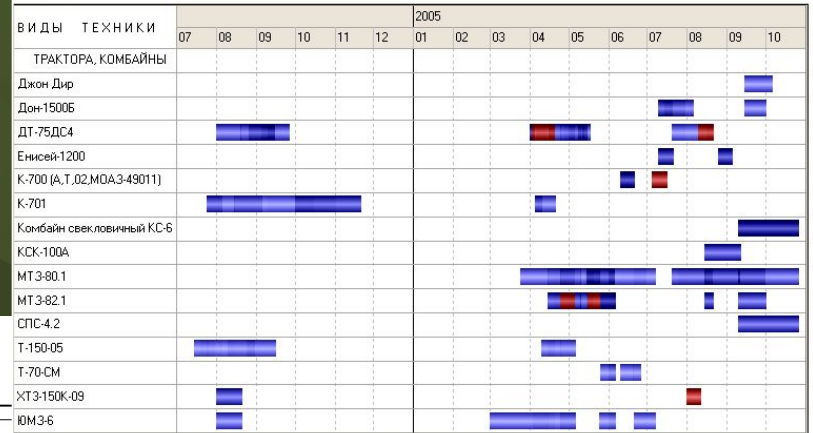 ВИДЫ ТЕХНИКИ
2005
07 08 09 10 11 12 01 02 03 04 05 06 07 08 09 10
ТРАКТОРА, КОМБАЙНЫ
Джон Дир
Дон-1500Б
ДТ-75ДС4
Енисей-1200
К-700 (А,Т,02,МОАЗ-49011)
К-701
Комбайн свекловичный КС-6
КСК-100А
МТЗ-80.1
МТЗ-82.1
СПС-4.2
Т-150-05
Т-70-СМ
ХТЗ-150К-09
ЮМЗ-6